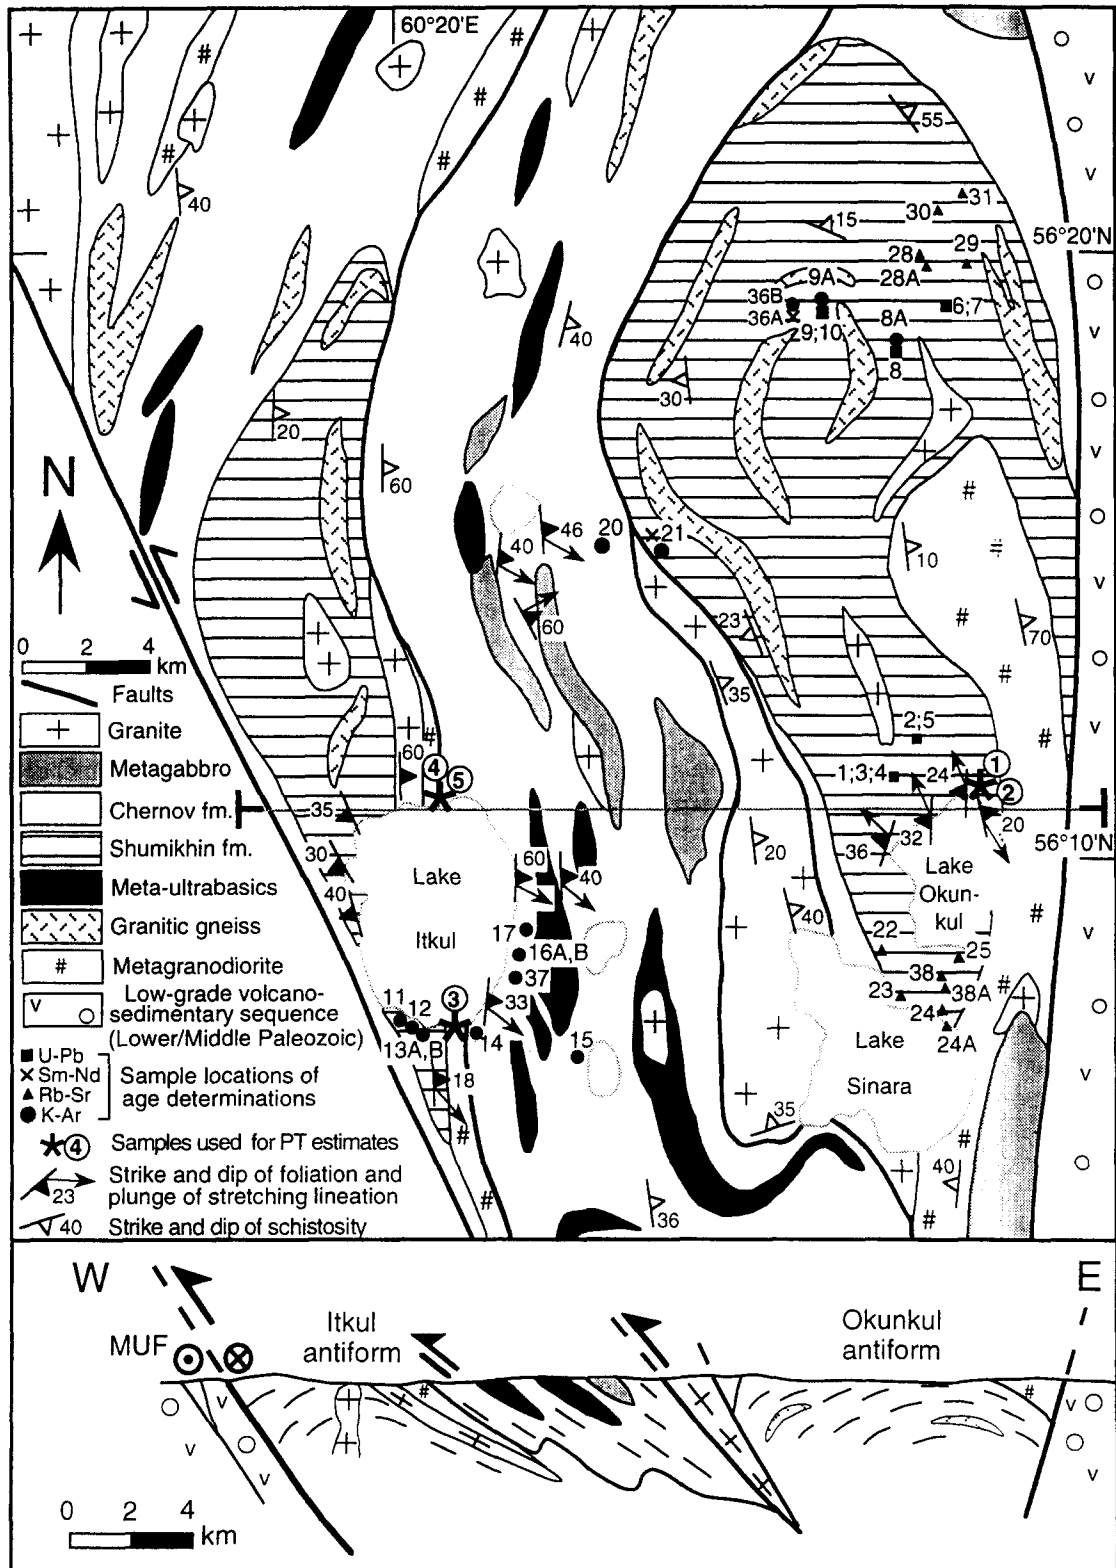 60°20'E
40
55
31
30
15
56°20'N
28
29
28A
9A
36B
36A
6;7
9;10
8A
8
40
30
20
60
N
46
20
21
40
10
60
23
70
35
0 2 4
km
Faults
Granite
Metagabbro
Chernov fm.
Shumikhin fm.
Meta-ultrabasics
Granitic gneiss
# Metagranodiorite
v o Low-grade volcano-
sedimentary sequence
(Lower/Middle Paleozoic)
U-Pb
Sm-Nd
Rb-Sr
K-Ar
Sample locations of
age determinations
4 Samples used for PT estimates
23 Strike and dip of foliation and
plunge of stretching lineation
40 Strike and dip of schistosity
2;5
60
4
5
1;3;4
24
1
2
35
20
56°10'N
32
36
30
40
Lake
Itkul
60
40
20
40
Lake
Okun-
kul
17
16A,B
37
22
25
38
38A
23
24
24A
11
12
13A,B
3
33
14
15
Lake
Sinara
18
35
40
36
W
E
MUF
Itkul
antiform
Okunkul
antiform
0 2 4
km